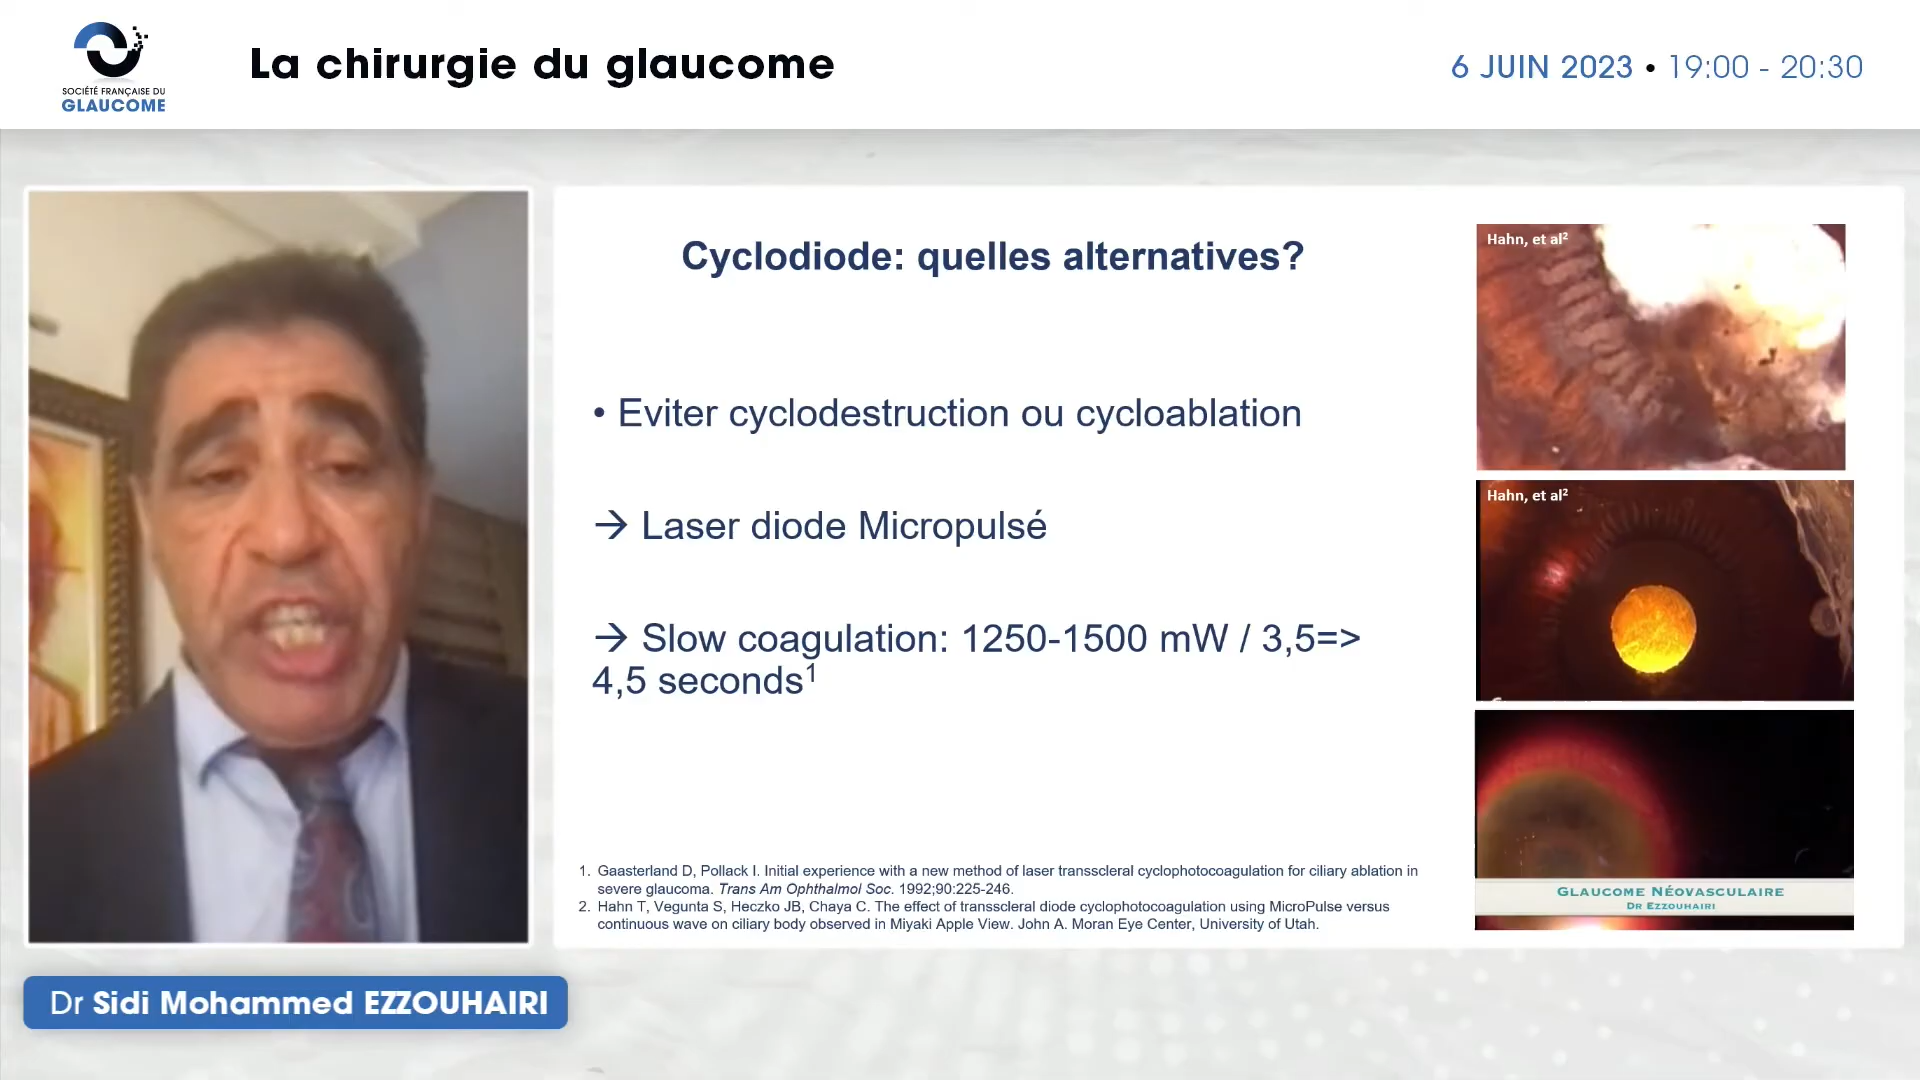 SOCIÉTÉ FRANÇAISE DU
GLAUCOME
La chirurgie du glaucome
6 JUIN 2023 • 19:00 - 20:30
Cyclodiode: quelles alternatives?
• Eviter cyclodestruction ou cycloablation
→ Laser diode Micropulsé
→ Slow coagulation: 1250-1500 mW / 3,5=>
4,5 seconds¹
1. Gaasterland D, Pollack I. Initial experience with a new method of laser transscleral cyclophotocoagulation for ciliary ablation in
severe glaucoma. Trans Am Ophthalmol Soc. 1992;90:225-246.
2. Hahn T, Vegunta S, Heczko JB, Chaya C. The effect of transscleral diode cyclophotocoagulation using MicroPulse versus
continuous wave on ciliary body observed in Miyaki Apple View. John A. Moran Eye Center, University of Utah.
Hahn, et al²
Hahn, et al²
GLAUCOME NÉOVASCULAIRE
DR EZZOUHAIRI
Dr Sidi Mohammed EZZOUHAIRI